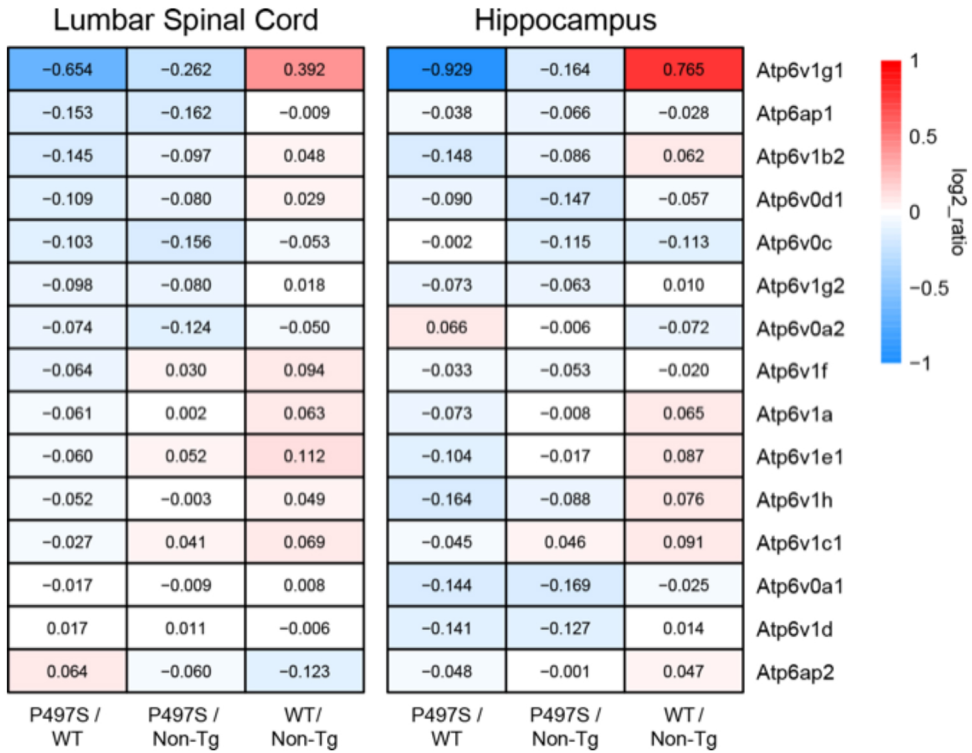 Lumbar Spinal Cord Hippocampus
−0.654 −0.262 0.392 −0.929 −0.164 0.765 Atp6v1g1
−0.153 −0.162 −0.009 −0.038 −0.066 −0.028 Atp6ap1
−0.145 −0.097 0.048 −0.148 −0.086 0.062 Atp6v1b2
−0.109 −0.080 0.029 −0.090 −0.147 −0.057 Atp6v0d1
−0.103 −0.156 −0.053 −0.002 −0.115 −0.113 Atp6v0c
−0.098 −0.080 0.018 −0.073 −0.063 0.010 Atp6v1g2
−0.074 −0.124 −0.050 0.066 −0.006 −0.072 Atp6v0a2
−0.064 0.030 0.094 −0.033 −0.053 −0.020 Atp6v1f
−0.061 0.002 0.063 −0.073 −0.008 0.065 Atp6v1a
−0.060 0.052 0.112 −0.104 −0.017 0.087 Atp6v1e1
−0.052 −0.003 0.049 −0.164 −0.088 0.076 Atp6v1h
−0.027 0.041 0.069 −0.045 0.046 0.091 Atp6v1c1
−0.017 −0.009 0.008 −0.144 −0.169 −0.025 Atp6v0a1
0.017 0.011 −0.006 −0.141 −0.127 0.014 Atp6v1d
0.064 −0.060 −0.123 −0.048 −0.001 0.047 Atp6ap2
P497S / P497S / WT / P497S / P497S / WT /
WT Non-Tg Non-Tg WT Non-Tg Non-Tg
1
0.5
0
−0.5
−1
log2_ratio